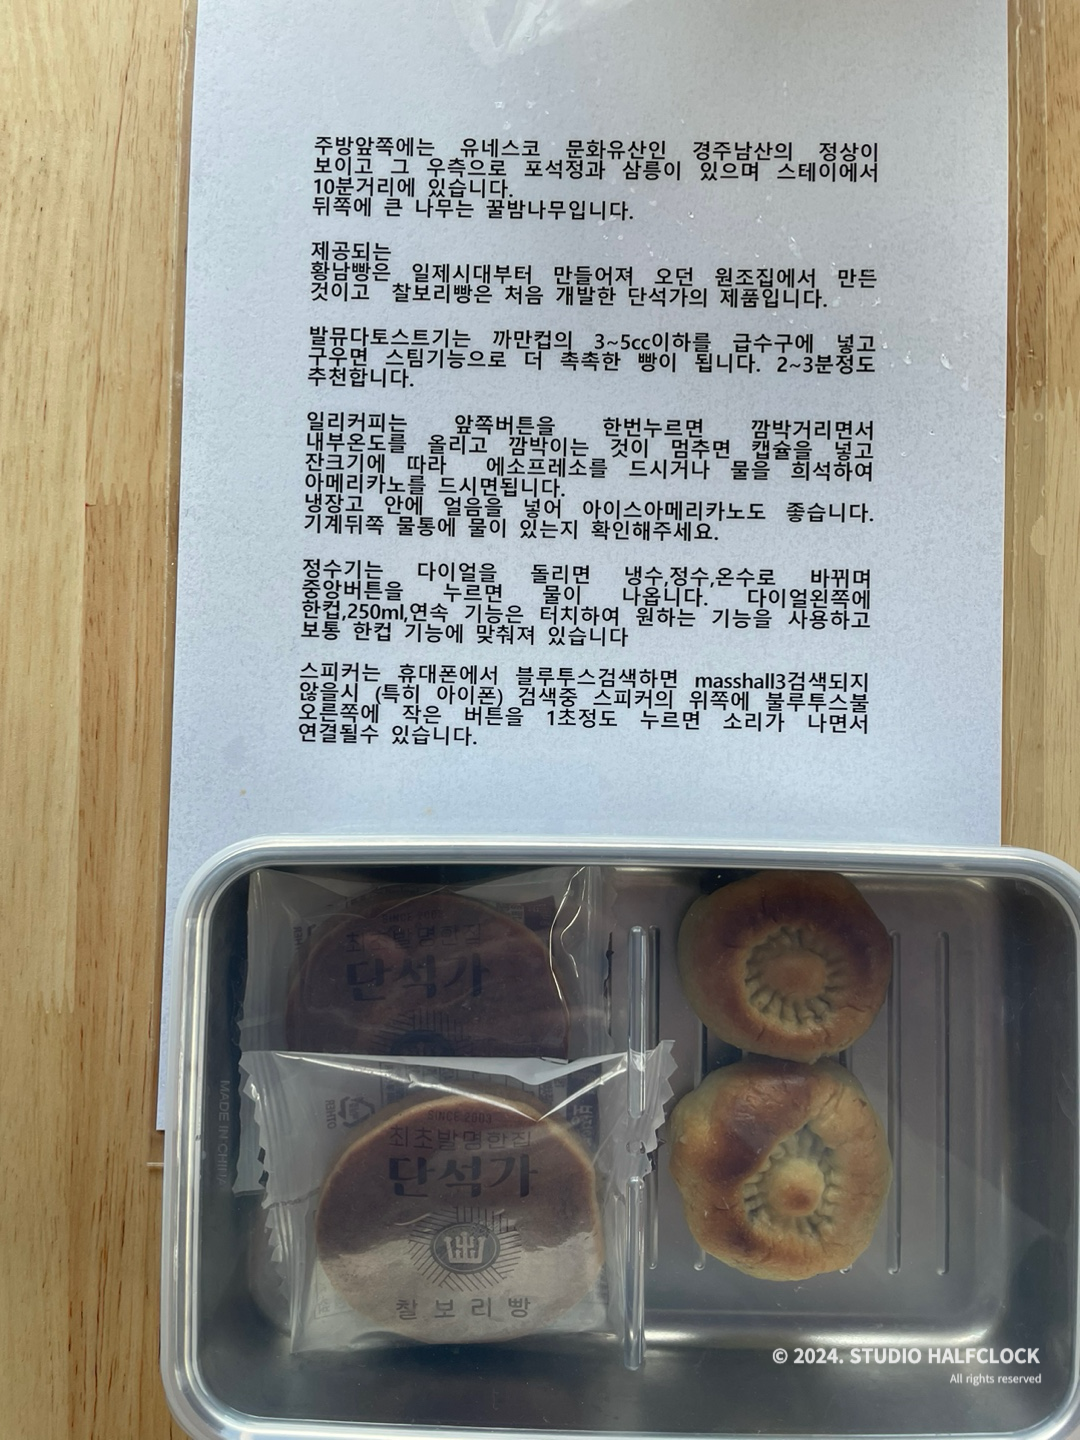 주방앞쪽에는 유네스코 문화유산인 경주남산의 정상이
보이고 그 우측으로 포석정과 삼릉이 있으며 스테이에서
10분거리에 있습니다.
뒤쪽에 큰 나무는 꿀밤나무입니다.
제공되는
황남빵은 일제시대부터 만들어져 오던 원조집에서 만든
것이고 찰보리빵은 처음 개발한 단석가의 제품입니다.
발뮤다토스트기는 까만컵의 3~5cc이하를 급수구에 넣고
구우면 스팀기능으로 더 촉촉한 빵이 됩니다. 2~3분정도
추천합니다.
일리커피는 앞쪽버튼을 한번누르면 깜박거리면서
내부온도를 올리고 깜박이는 것이 멈추면 캡슐을 넣고
잔크기에 따라 에소프레소를 드시거나 물을 희석하여
아메리카노를 드시면됩니다.
냉장고 안에 얼음을 넣어 아이스아메리카노도 좋습니다.
기계뒤쪽 물통에 물이 있는지 확인해주세요.
정수기는 다이얼을 돌리면 냉수,정수,온수로 바뀌며
중앙버튼을 누르면 물이 나옵니다. 다이얼왼쪽에
한컵,250ml,연속 기능은 터치하여 원하는 기능을 사용하고
보통 한컵 기능에 맞춰져 있습니다
스피커는 휴대폰에서 블루투스검색하면 masshall3검색되지
않을시 (특히 아이폰) 검색중 스피커의 위쪽에 불루투스불
오른쪽에 작은 버튼을 1초정도 누르면 소리가 나면서
연결될수 있습니다.
SINCE 2003
최초발명한집
단석가
MADE IN CHINA
SINCE 2003
최초발명한집
단석가
찰보리빵
© 2024. STUDIO HALFCLOCK
All rights reserved